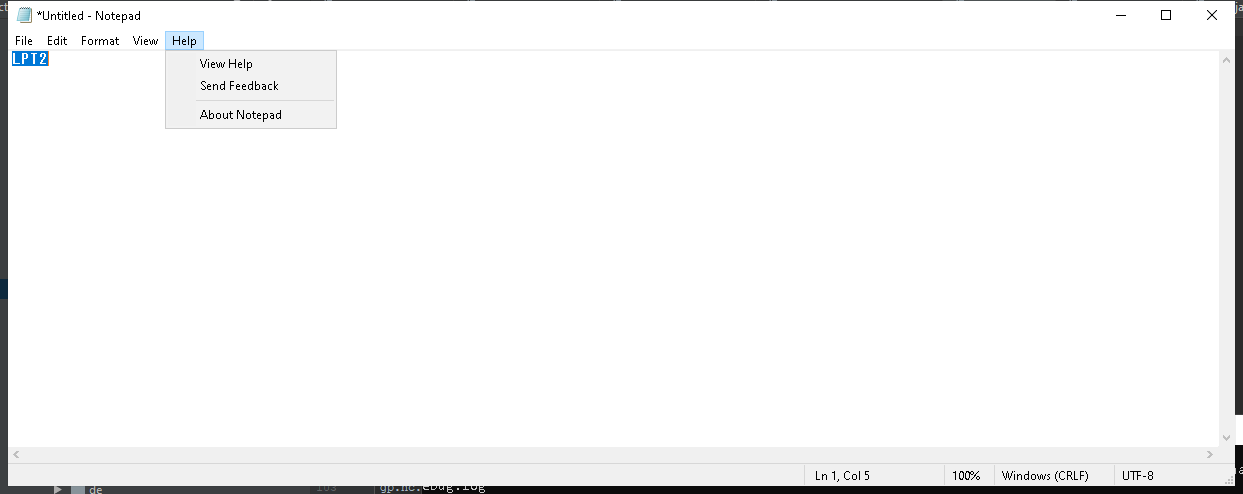 *Untitled - Notepad
File Edit Format View Help
LPT2
View Help
Send Feedback
About Notepad
Ln 1, Col 5 100% Windows (CRLF) UTF-8
de